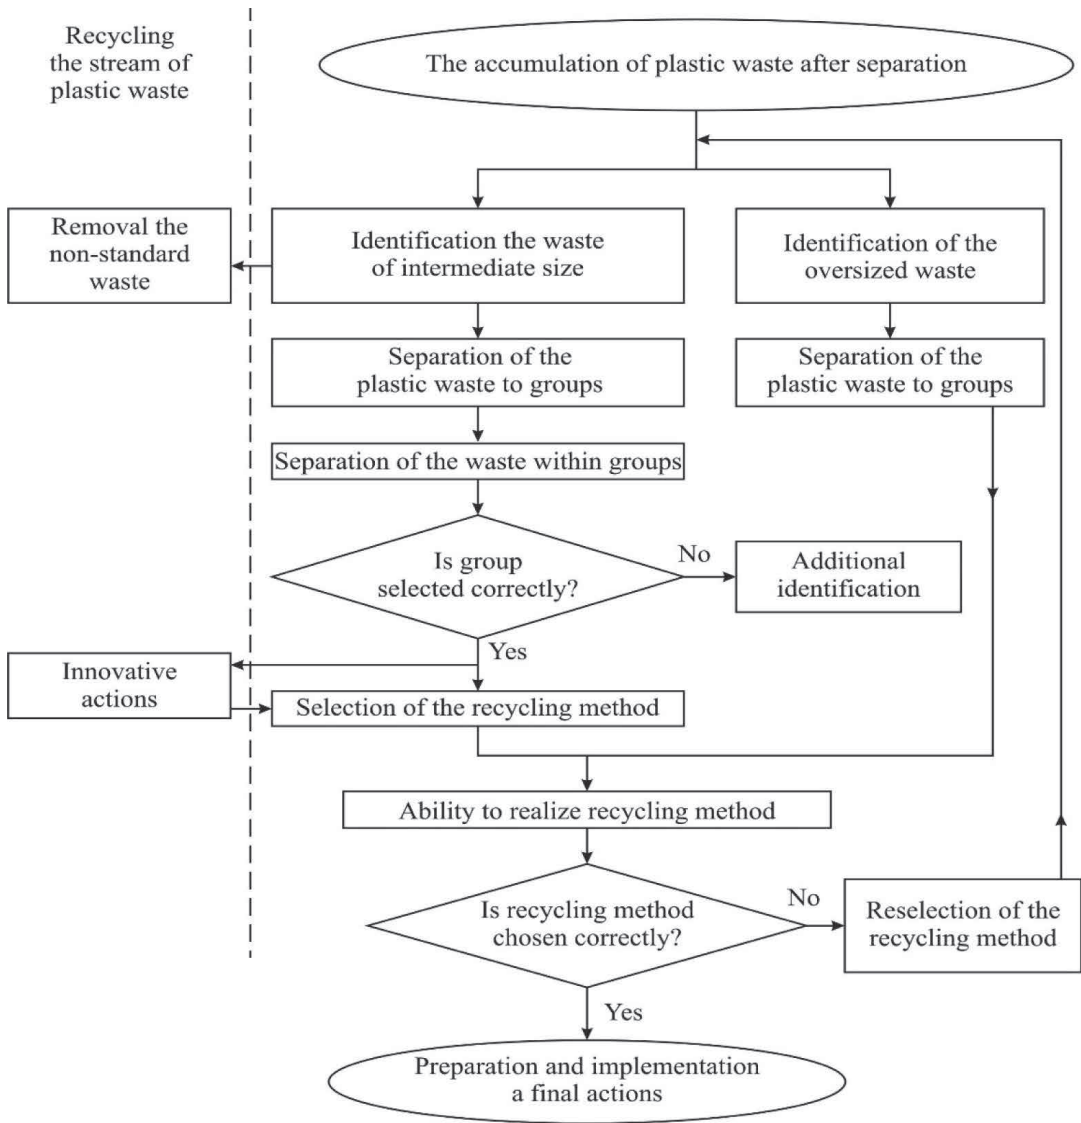 Recycling
the stream of
plastic waste
The accumulation of plastic waste after separation
Removal the
non-standard
waste
Identification the waste
of intermediate size
Identification of the
oversized waste
Separation of the
plastic waste to groups
Separation of the
plastic waste to groups
Separation of the waste within groups
Is group
selected correctly?
No
Additional
identification
Yes
Innovative
actions
Selection of the recycling method
Ability to realize recycling method
Is recycling method
chosen correctly?
No
Reselection of the
recycling method
Yes
Preparation and implementation
a final actions